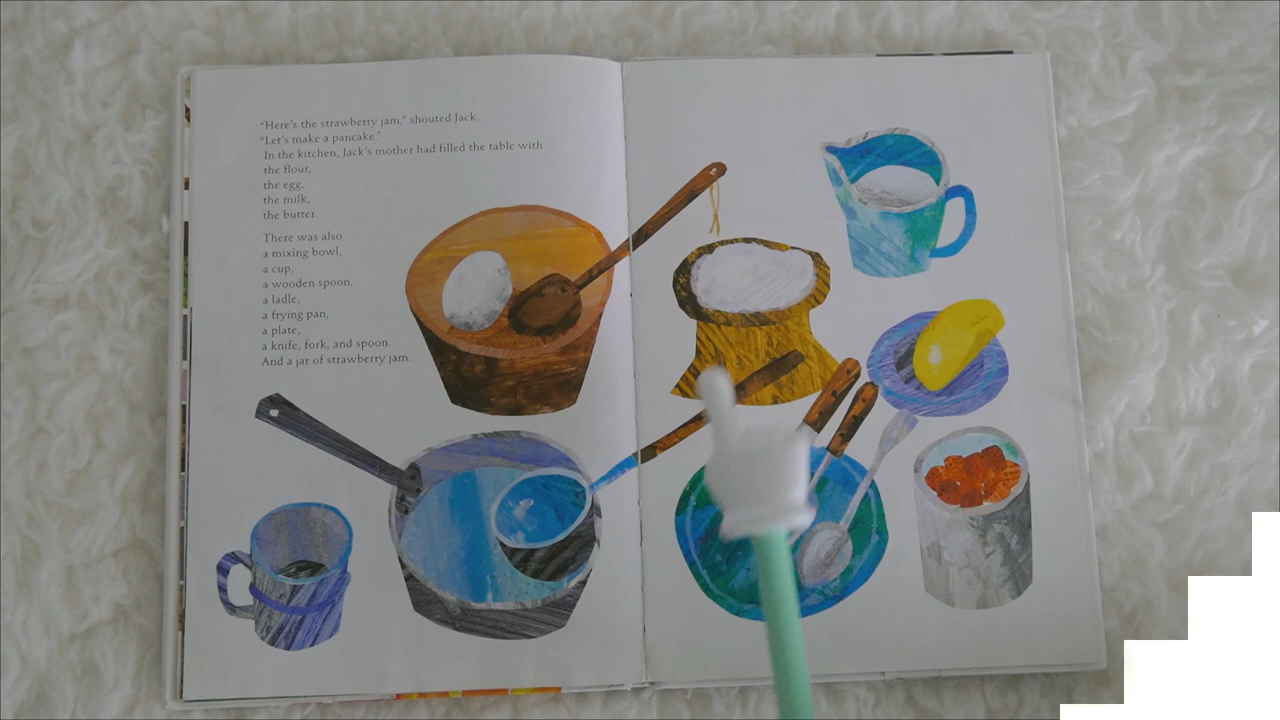 “Here’s the strawberry jam,” shouted Jack.
“Let’s make a pancake.”
In the kitchen, Jack’s mother had filled the table with
the flour,
the egg,
the milk,
the butter.
There was also
a mixing bowl,
a cup,
a wooden spoon,
a ladle,
a frying pan,
a plate,
a knife, fork, and spoon.
And a jar of strawberry jam.